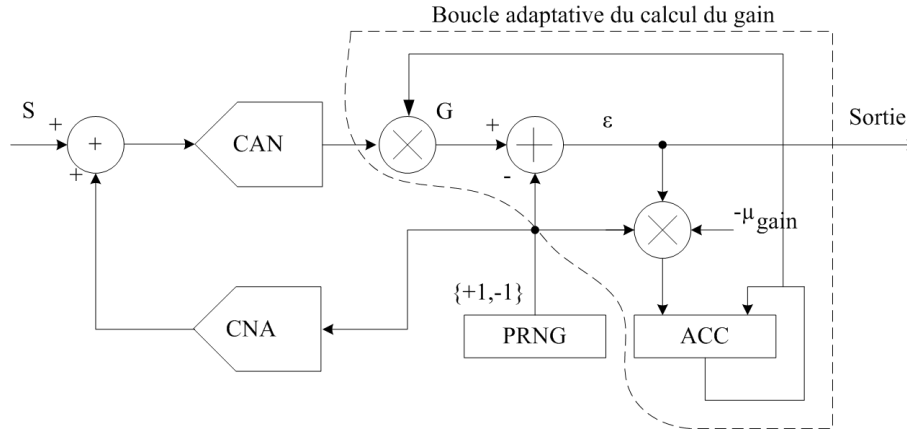 Boucle adaptative du calcul du gain
S
+
+
+
CAN
G
+
-
ε
Sortie
-μgain
{+1,-1}
CNA
PRNG
ACC